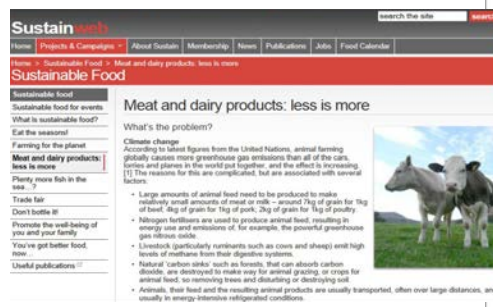 search the site
search
Sustainweb
Home Projects & Campaigns About Sustain Membership News Publications Jobs Food Calendar
Home > Sustainable Food > Meat and dairy products: less is more
Sustainable Food
Sustainable food
Sustainable food for events
What is sustainable food?
Eat the seasons!
Farming for the planet
Meat and dairy products:
less is more
Plenty more fish in the
sea...?
Trade fair
Don't bottle it!
Promote the well-being of
you and your family
You've got better food,
now...
Useful publications
Meat and dairy products: less is more
What's the problem?
Climate change
According to latest figures from the United Nations, animal farming
globally causes more greenhouse gas emissions than all of the cars,
lorries and planes in the world put together, and the effect is increasing.
[1] The reasons for this are complicated, but are associated with several
factors:
• Large amounts of animal feed need to be produced to make
relatively small amounts of meat or milk – around 7kg of grain for 1kg
of beef, 4kg of grain for 1kg of pork; 2kg of grain for 1kg of poultry.
• Nitrogen fertilisers are used to produce animal feed, resulting in
energy use and emissions of, for example, the powerful greenhouse
gas nitrous oxide.
• Livestock (particularly ruminants such as cows and sheep) emit high
levels of methane from their digestive systems.
• Natural 'carbon sinks' such as forests, that can absorb carbon
dioxide, are destroyed to make way for animal grazing, or crops for
animal feed, so removing trees and disturbing or destroying soil.
• Animals, their feed and the resulting animal products are usually transported, often over large distances, an
usually in energy-intensive refrigerated conditions.